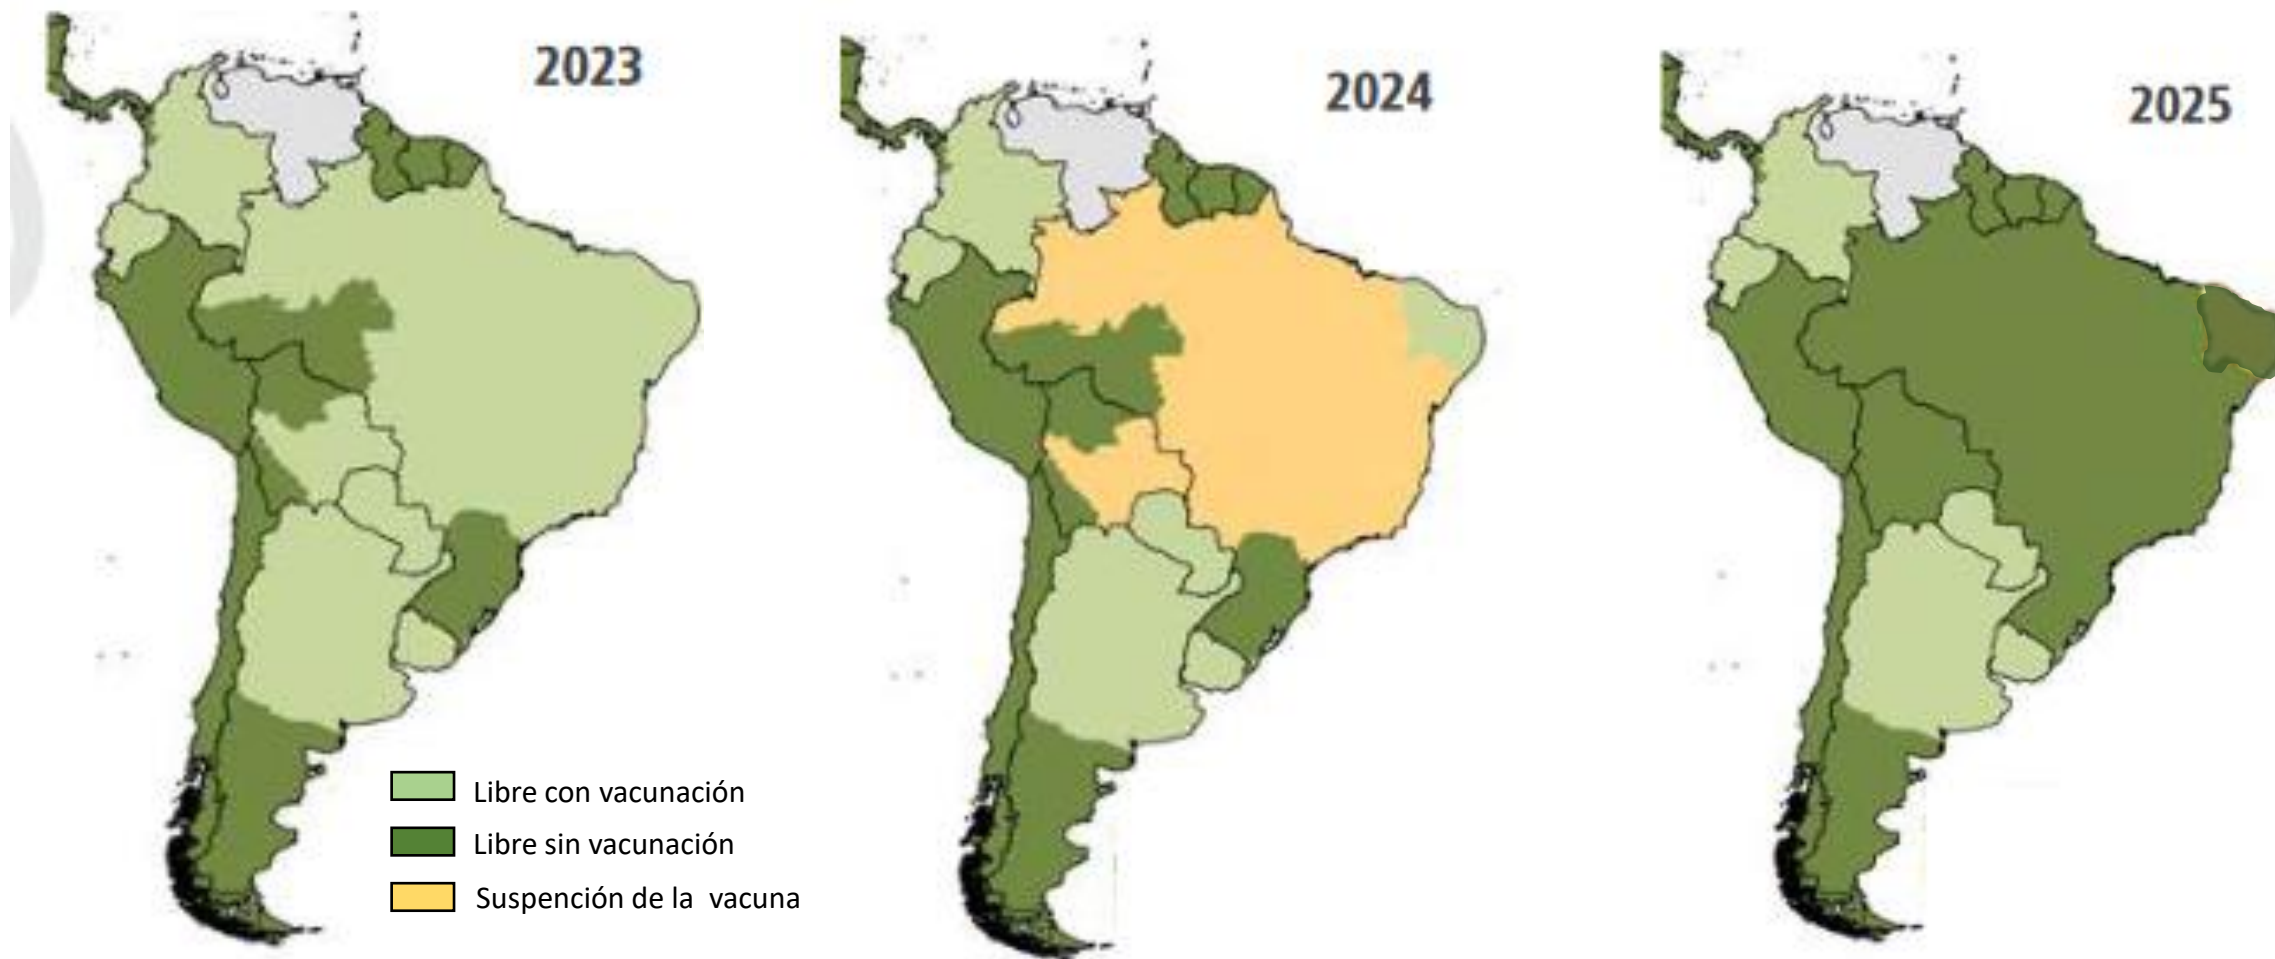 2023
2024
2025
Libre con vacunación
Libre sin vacunación
Suspención de la vacuna